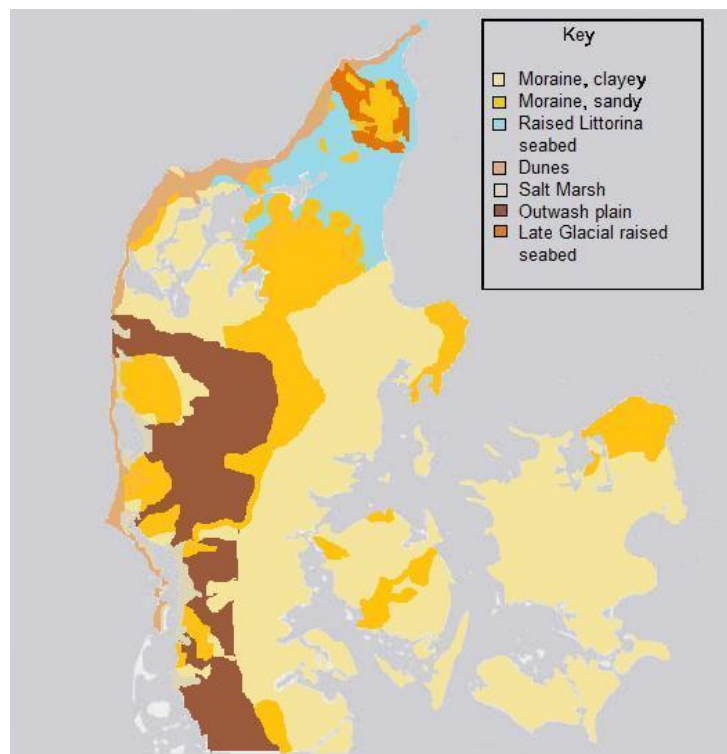 Key
Moraine, clayey
Moraine, sandy
Raised Littorina
seabed
Dunes
Salt Marsh
Outwash plain
Late Glacial raised
seabed